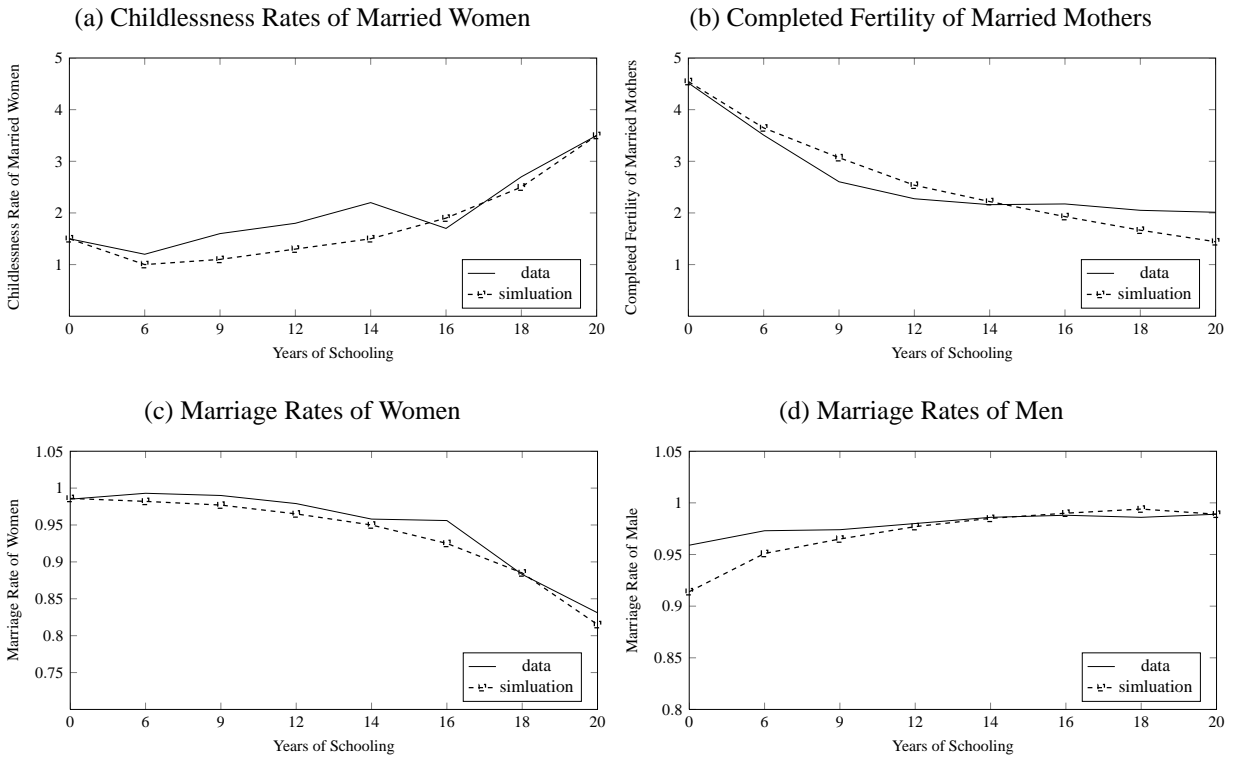 (a) Childlessness Rates of Married Women
Childlessness Rate of Married Women
5
4
3
2
1
0 6 9 12 14 16 18 20
Years of Schooling
data
simluation
(b) Completed Fertility of Married Mothers
Completed Fertility of Married Mothers
5
4
3
2
1
0 6 9 12 14 16 18 20
Years of Schooling
data
simluation
(c) Marriage Rates of Women
Marriage Rate of Women
1.05
1
0.95
0.9
0.85
0.8
0.75
0 6 9 12 14 16 18 20
Years of Schooling
data
simluation
(d) Marriage Rates of Men
Marriage Rate of Male
1.05
1
0.95
0.9
0.85
0.8
0 6 9 12 14 16 18 20
Years of Schooling
data
simluation